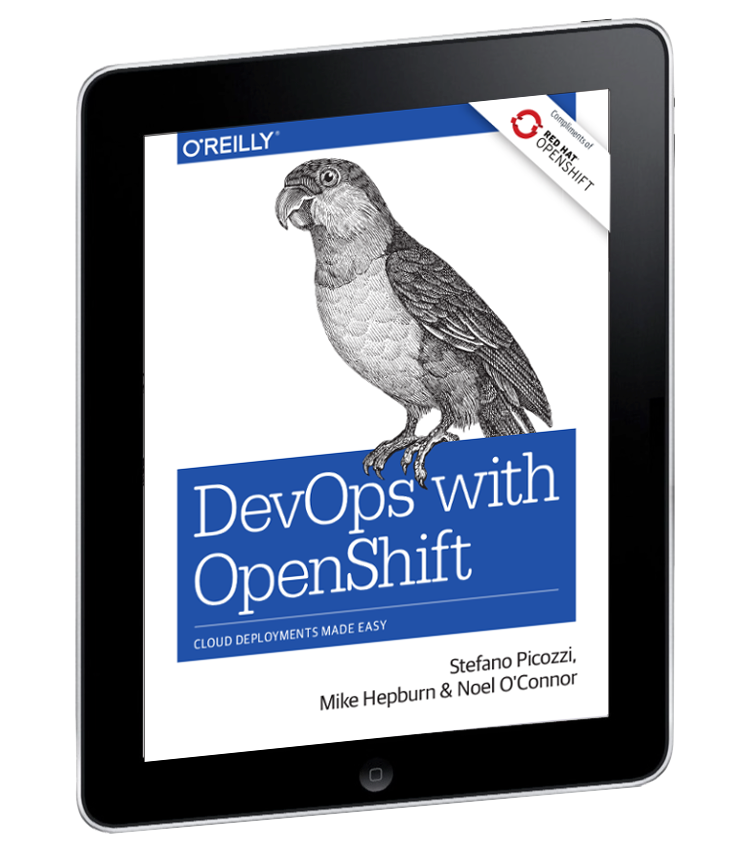 O'REILLY®
Compliments of
RED HAT
OPENSHIFT
DevOps with
OpenShift
CLOUD DEPLOYMENTS MADE EASY
Stefano Picozzi,
Mike Hepburn & Noel O'Connor